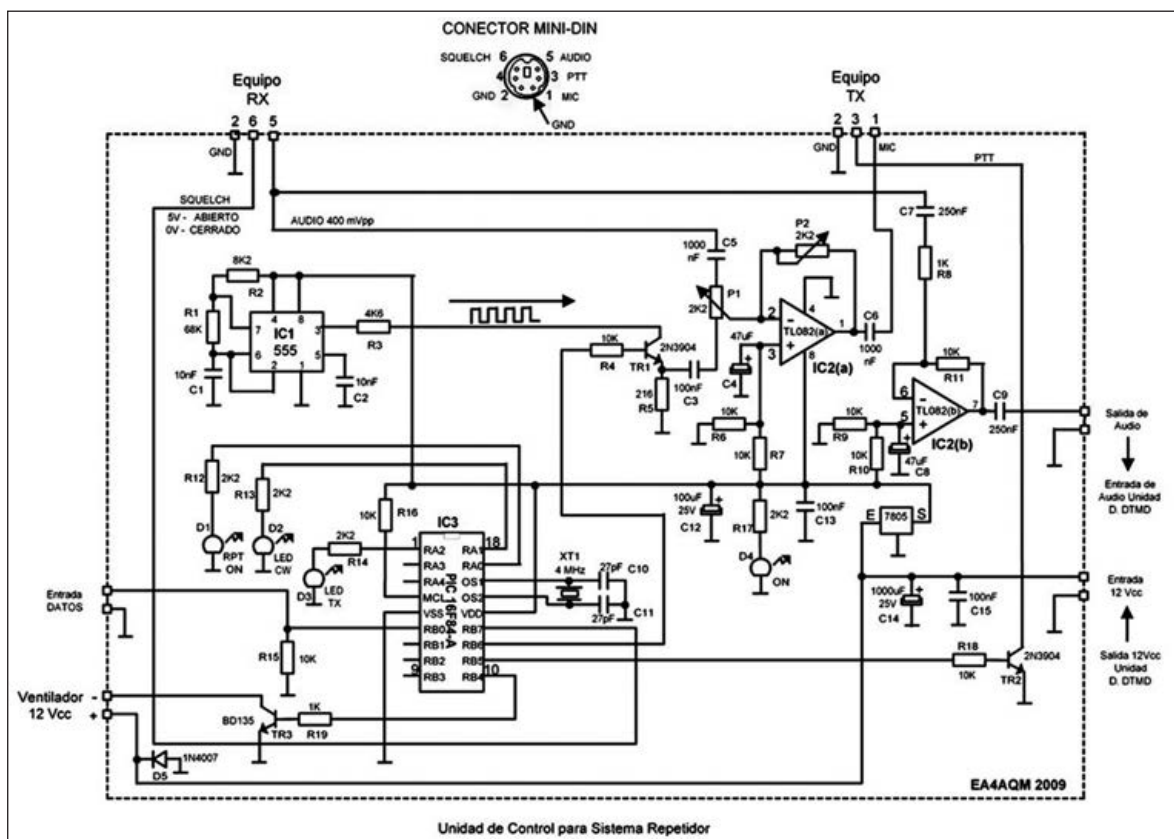 CONECTOR MINI-DIN
SQUELCH 6 5 AUDIO
4 3 PTT
GND 2 1 MIC
GND
Equipo
RX
2 6 5
GND
Equipo
TX
2 3 1
GND
MIC
PTT
SQUELCH
5V - ABIERTO
0V - CERRADO
AUDIO 400 mVpp
8K2
R2
R1
68K
10nF
C1
IC1
555
4 8
7 3
6 5
2 1
4K6
R3
10nF
C2
10K
R4
2N3904
TR1
216
R5
100nF
C3
1000
nF
C5
P1
2K2
P2
2K2
47uF
C4
2
3
4
1
8
TL082(a)
IC2(a)
C6
1000
nF
C7
250nF
1K
R8
10K
R11
6
5
7
TL082(b)
IC2(b)
C9
250nF
10K
R6
10K
R7
10K
R9
10K
R10
47uF
C8
Salida de
Audio
Entrada de
Audio Unidad
D. DTMD
R12
2K2
R13
2K2
D1
RPT
ON
D2
LED
CW
10K
R16
2K2
R14
D3
LED
TX
IC3
PIC 16F84-A
1 18
RA2 RA1
RA3 RA0
RA4 OS1
MCL OS2
VSS VDD
RB0 RB7
RB1 RB6
RB2 RB5
RB3 RB4
9 10
XT1
4 MHz
27pF
C10
27pF
C11
100uF
25V
C12
R17
2K2
D4
ON
100nF
C13
E 7805 S
1000uF
25V
C14
100nF
C15
Entrada
12 Vcc
Salida 12Vcc
Unidad
D. DTMD
Entrada
DATOS
R15
10K
R18
10K
2N3904
TR2
Ventilador -
12 Vcc +
BD135
TR3
1K
R19
1N4007
D5
EA4AQM 2009
Unidad de Control para Sistema Repetidor